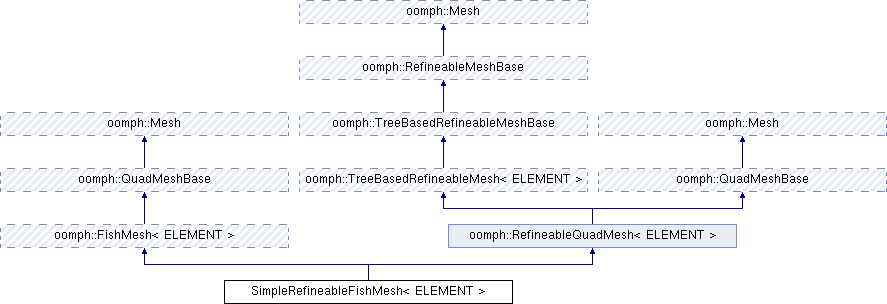 oomph::Mesh
oomph::RefineableMeshBase
oomph::Mesh
oomph::TreeBasedRefineableMeshBase
oomph::Mesh
oomph::QuadMeshBase
oomph::TreeBasedRefineableMesh< ELEMENT >
oomph::QuadMeshBase
oomph::FishMesh< ELEMENT >
oomph::RefineableQuadMesh< ELEMENT >
SimpleRefineableFishMesh< ELEMENT >